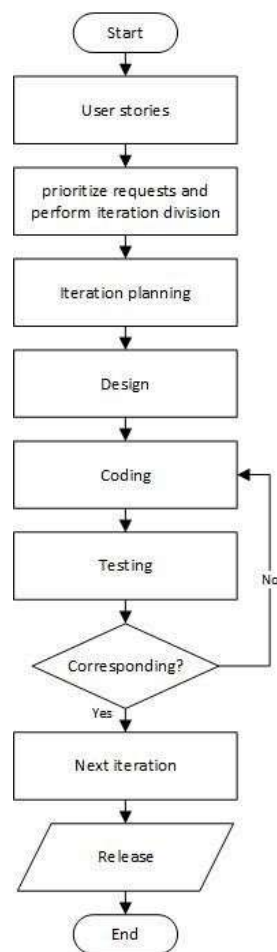 Start
User stories
prioritize requests and
perform iteration division
Iteration planning
Design
Coding
Testing
No
Corresponding?
Yes
Next iteration
Release
End